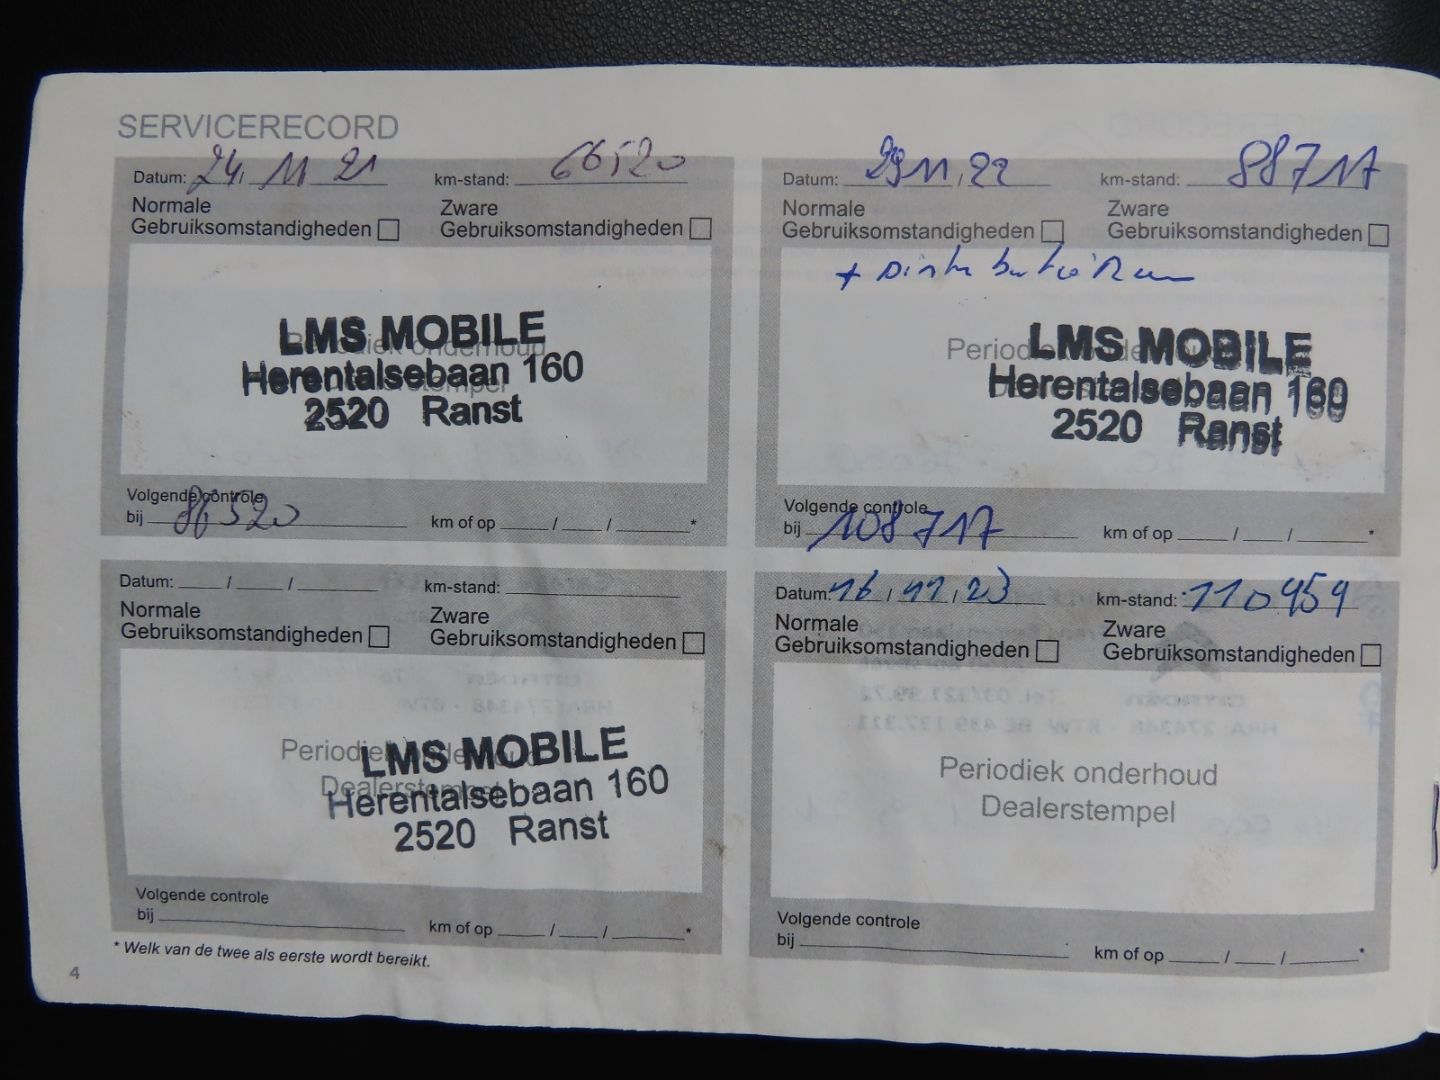 SERVICERECORD
Datum: 24. 11 21 km-stand: 66520
Normale Gebruiksomstandigheden
Zware Gebruiksomstandigheden
Periodiek onderhoud
LMS MOBILE
Herentalsebaan 160
2520 Ranst
Volgende controle
bij 86520 km of op / / *
Datum: 29 11 / 22 km-stand: 88717
Normale Gebruiksomstandigheden
Zware Gebruiksomstandigheden
+
Periodiek
LMS MOBILE
Herentalsebaan 160
2520 Ranst
Volgende controle
bij 108717 km of op / / *
Datum: / / km-stand:
Normale Gebruiksomstandigheden
Zware Gebruiksomstandigheden
Periodiek onderhoud
Dealerstempel
LMS MOBILE
Herentalsebaan 160
2520 Ranst
Volgende controle
bij km of op / / *
Datum: 16 / 11 / 23 km-stand: 110959
Normale Gebruiksomstandigheden
Zware Gebruiksomstandigheden
Periodiek onderhoud
Dealerstempel
Volgende controle
bij km of op / / *
* Welk van de twee als eerste wordt bereikt.
4